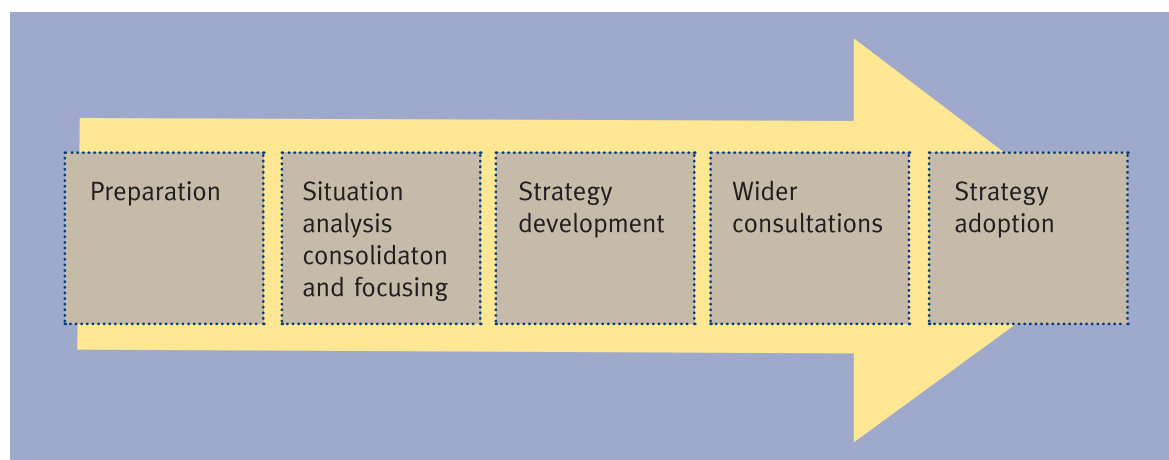 Preparation
Situation
analysis
consolidaton
and focusing
Strategy
development
Wider
consultations
Strategy
adoption